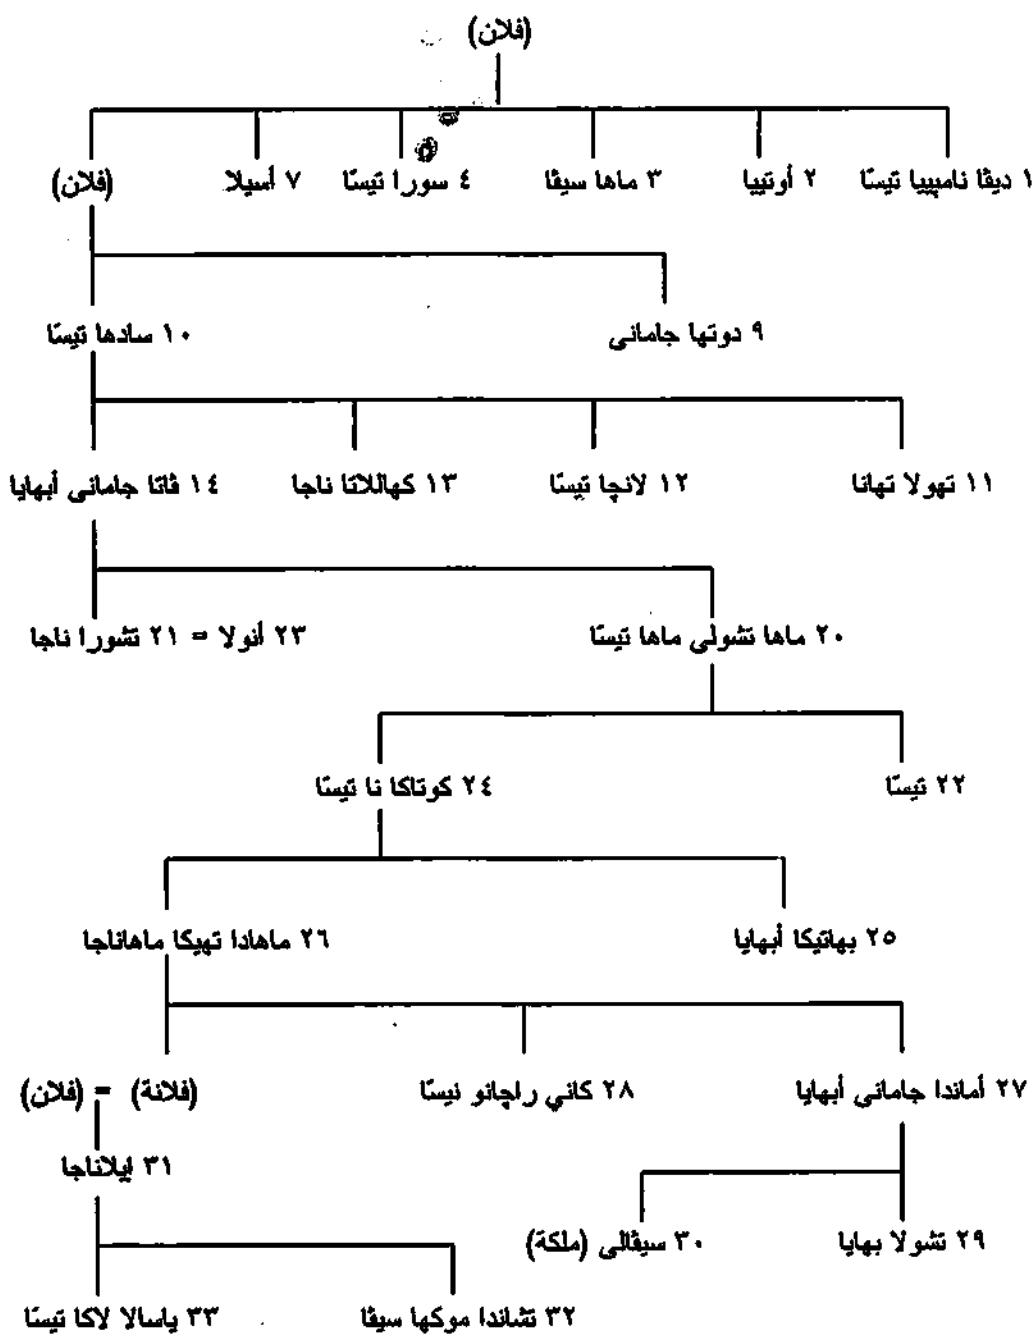 (فلان)
١ ديڤا نامبييا تيسّا ٢ أوتييا ٣ ماها سيڤا ٤ سورا تيسّا ٧ أسيلا (فلان)
٩ دوتها جامانى ١٠ سادها تيسّا
١١ تهولا تهانا ١٢ لانچا تيسّا ١٣ كهاللاتا ناجا ١٤ ڤاتا جامانى أبهايا
٢٠ ماها تشولى ماها تيسّا ٢٣ أنولا = ٢١ تشورا ناجا
٢٢ تيسّا ٢٤ كوتاكا نا تيسّا
٢٥ بهاتيكا أبهايا ٢٦ ماهادا تهيكا ماهاناجا
٢٧ أماندا جامانى أبهايا ٢٨ كاني راچانو نيسّا (فلانة) = (فلان)
٣١ إيلاناجا
٢٩ تشولا بهايا ٣٠ سيڤالى (ملكة)
٣٢ تشاندا موكها سيڤا ٣٣ ياسالا لاكا تيسّا